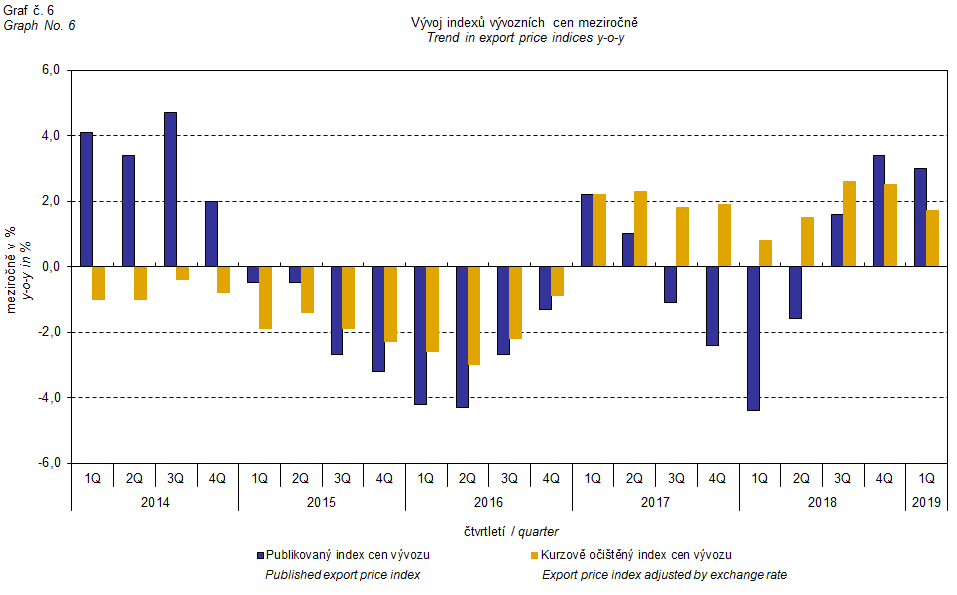 Graf č. 6
Graph No. 6
Vývoj indexů vývozních cen meziročně
Trend in export price indices y-o-y
6,0
4,0
2,0
0,0
-2,0
-4,0
-6,0
meziročně v %
y-o-y in %
1Q 2Q 3Q 4Q 1Q 2Q 3Q 4Q 1Q 2Q 3Q 4Q 1Q 2Q 3Q 4Q 1Q 2Q 3Q 4Q 1Q
2014 2015 2016 2017 2018 2019
čtvrtletí / quarter
Publikovaný index cen vývozu Kurzově očištěný index cen vývozu
Published export price index Export price index adjusted by exchange rate